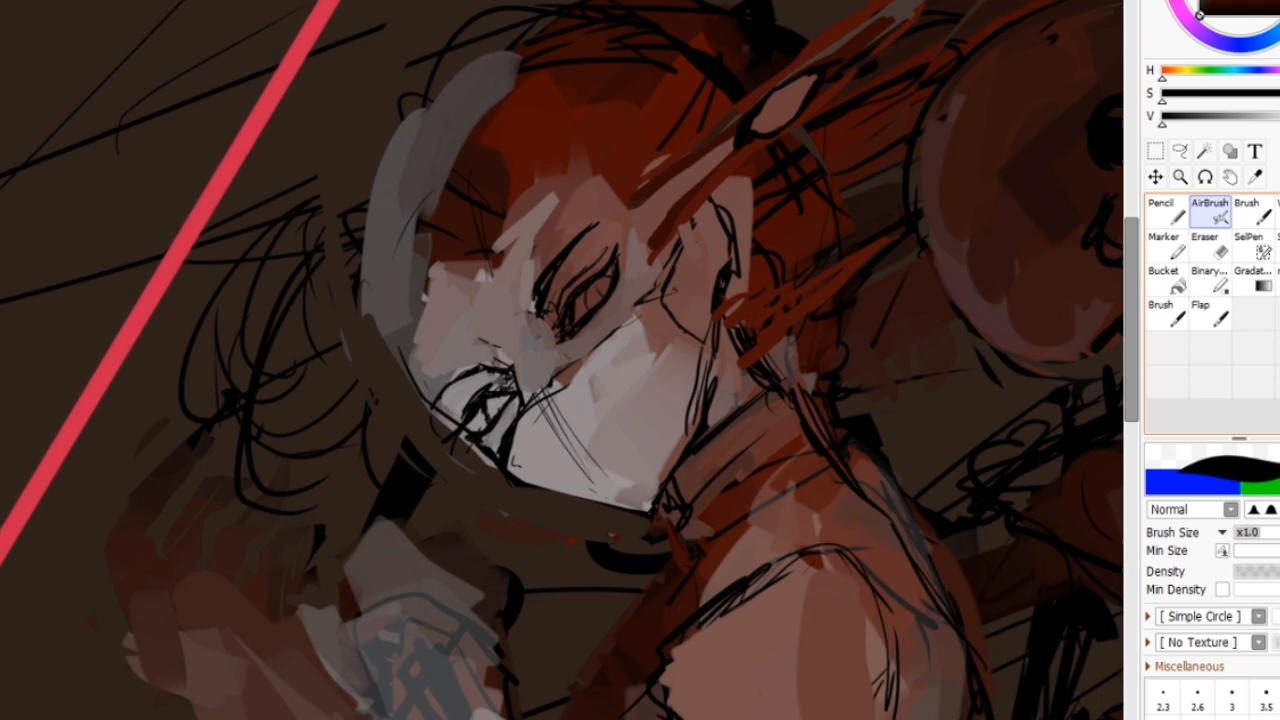 H
S
V
T
Pencil AirBrush Brush
Marker Eraser SelPen
Bucket Binary... Gradat...
Brush Flap
Normal
Brush Size x1.0
Min Size
Density
Min Density
[ Simple Circle ]
[ No Texture ]
Miscellaneous
2.3 2.6 3 3.5